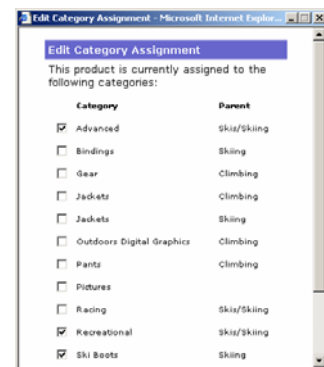 Edit Category Assignment - Microsoft Internet Explor...
Edit Category Assignment
This product is currently assigned to the
following categories:
Category Parent
Advanced Skis/Skiing
Bindings Skiing
Gear Climbing
Jackets Climbing
Jackets Skiing
Outdoors Digital Graphics Climbing
Pants Climbing
Pictures
Racing Skis/Skiing
Recreational Skis/Skiing
Ski Boots Skiing